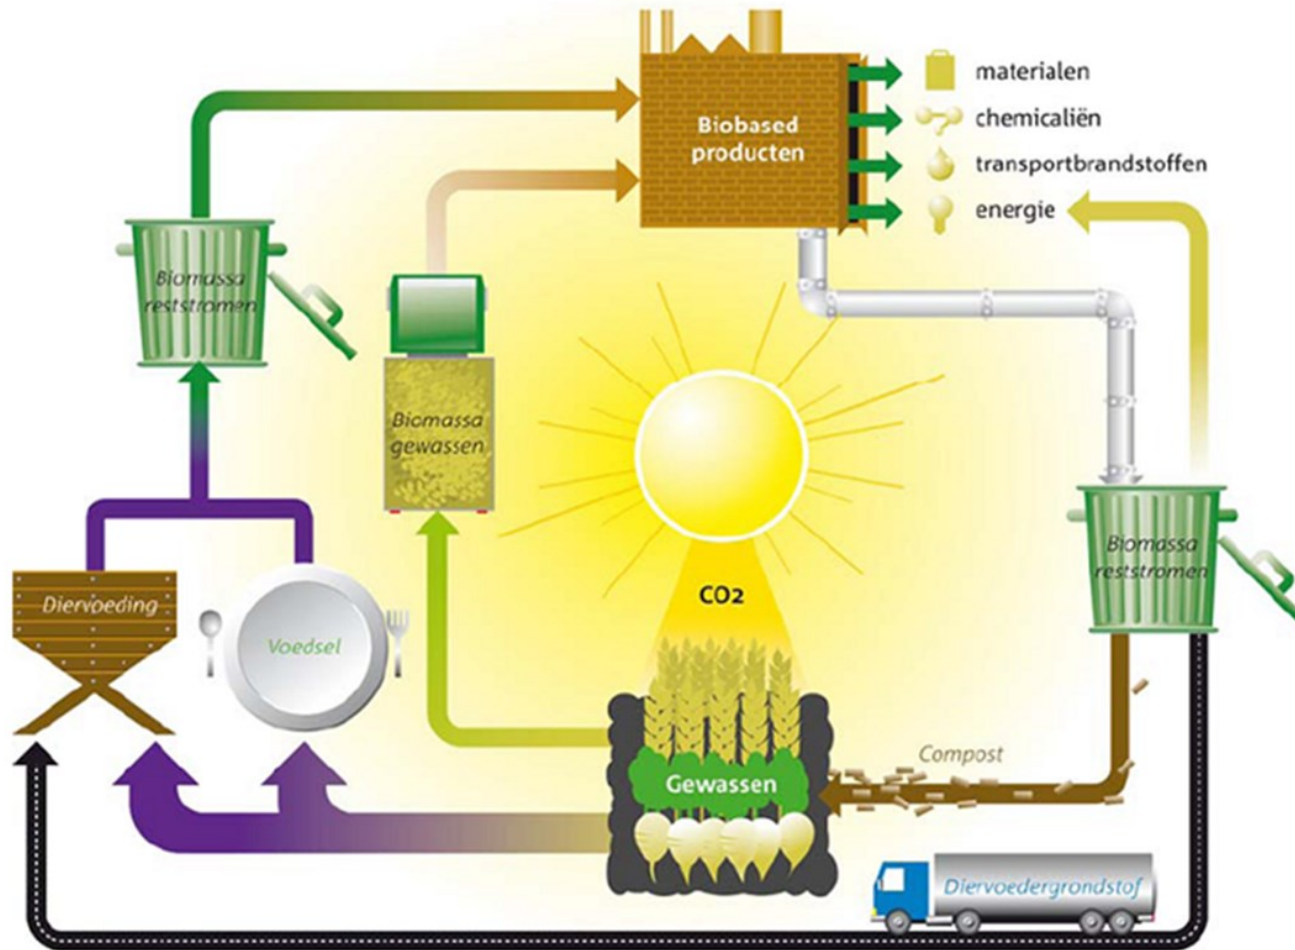 Biobased
producten
materialen
chemicaliën
transportbrandstoffen
energie
Biomassa
reststromen
Biomassa
gewassen
Diervoeding
Voedsel
CO2
Gewassen
Compost
Biomassa
reststromen
Diervoedergrondstof